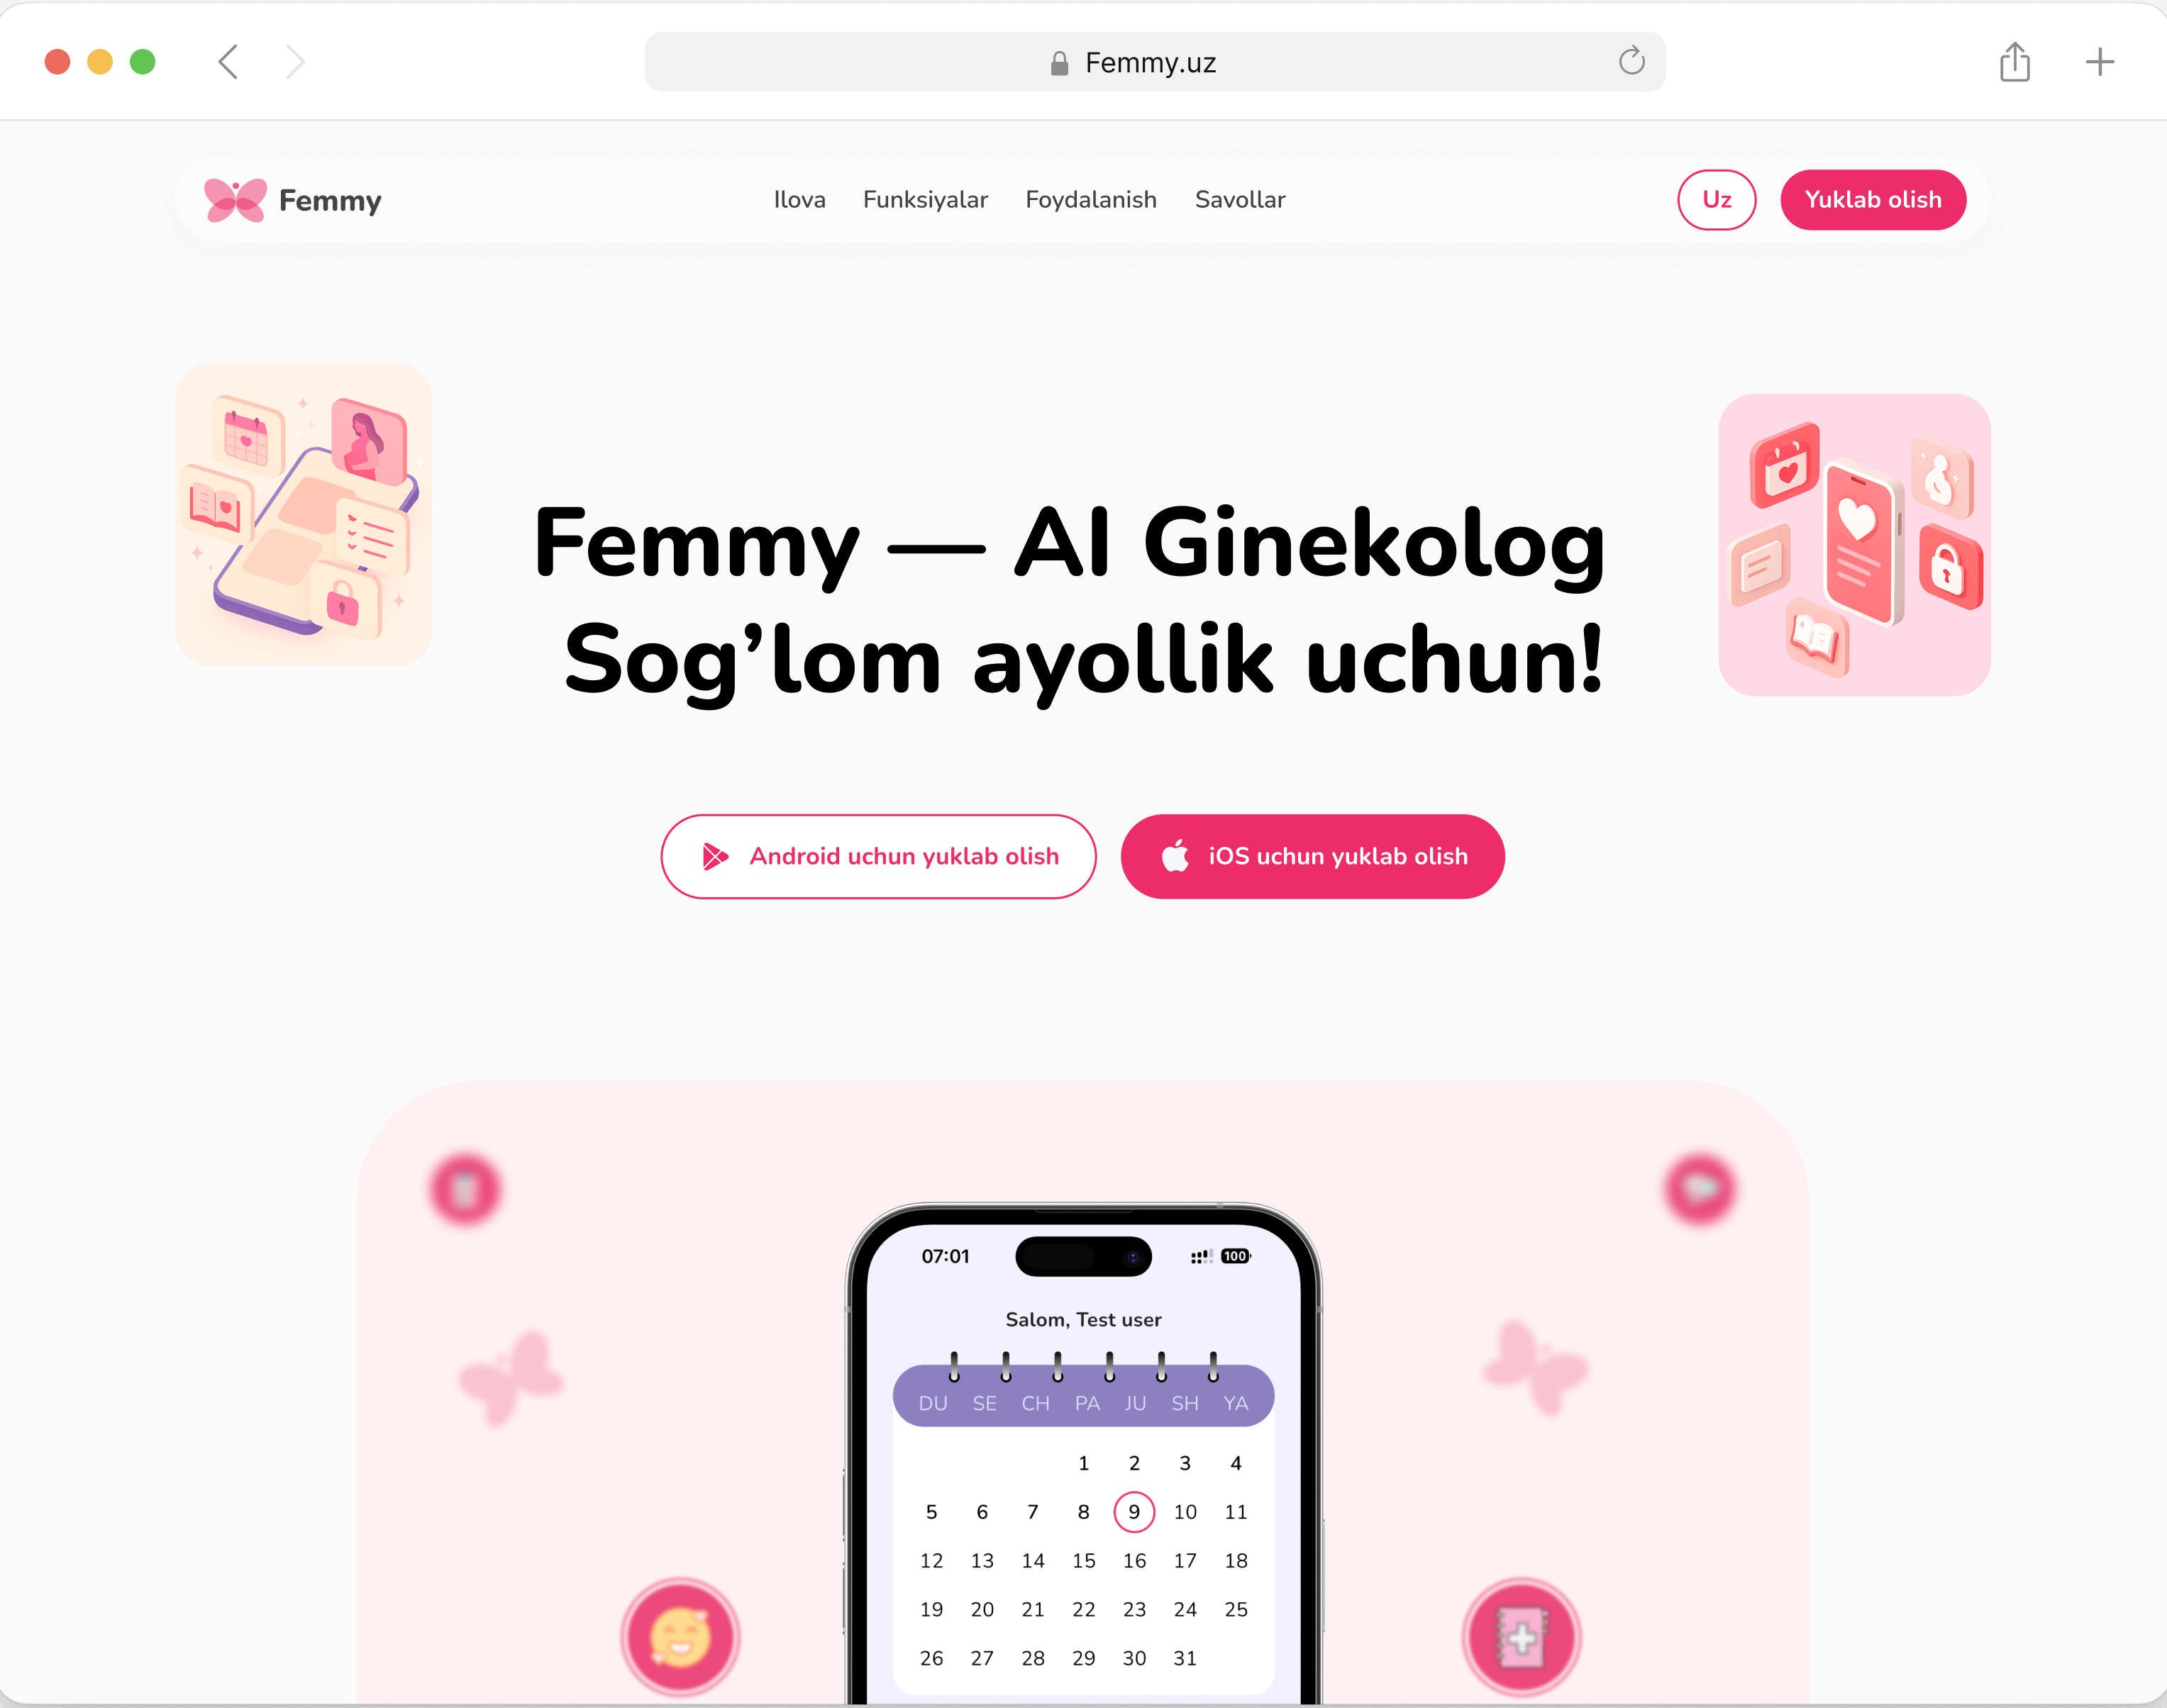 Femmy.uz
Femmy
Ilova Funksiyalar Foydalanish Savollar
Uz
Yuklab olish
Femmy — AI Ginekolog
Sog’lom ayollik uchun!
Android uchun yuklab olish
iOS uchun yuklab olish
07:01
100
Salom, Test user
DU SE CH PA JU SH YA
1 2 3 4
5 6 7 8 9 10 11
12 13 14 15 16 17 18
19 20 21 22 23 24 25
26 27 28 29 30 31